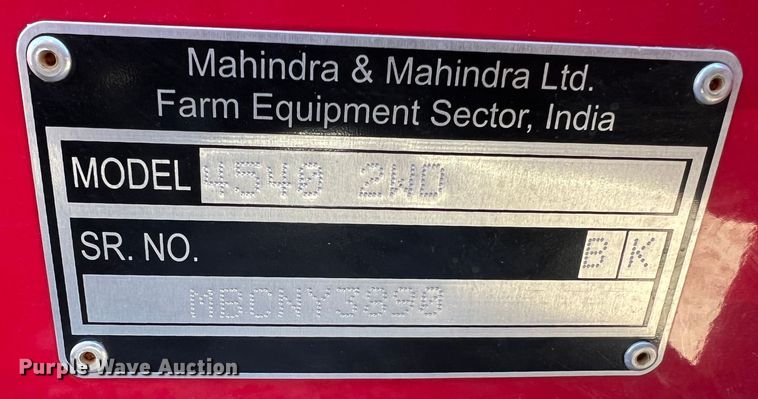 Mahindra & Mahindra Ltd.
Farm Equipment Sector, India
MODEL 4540 2WD
SR. NO. B K
MBCNY3890
Purple Wave Auction